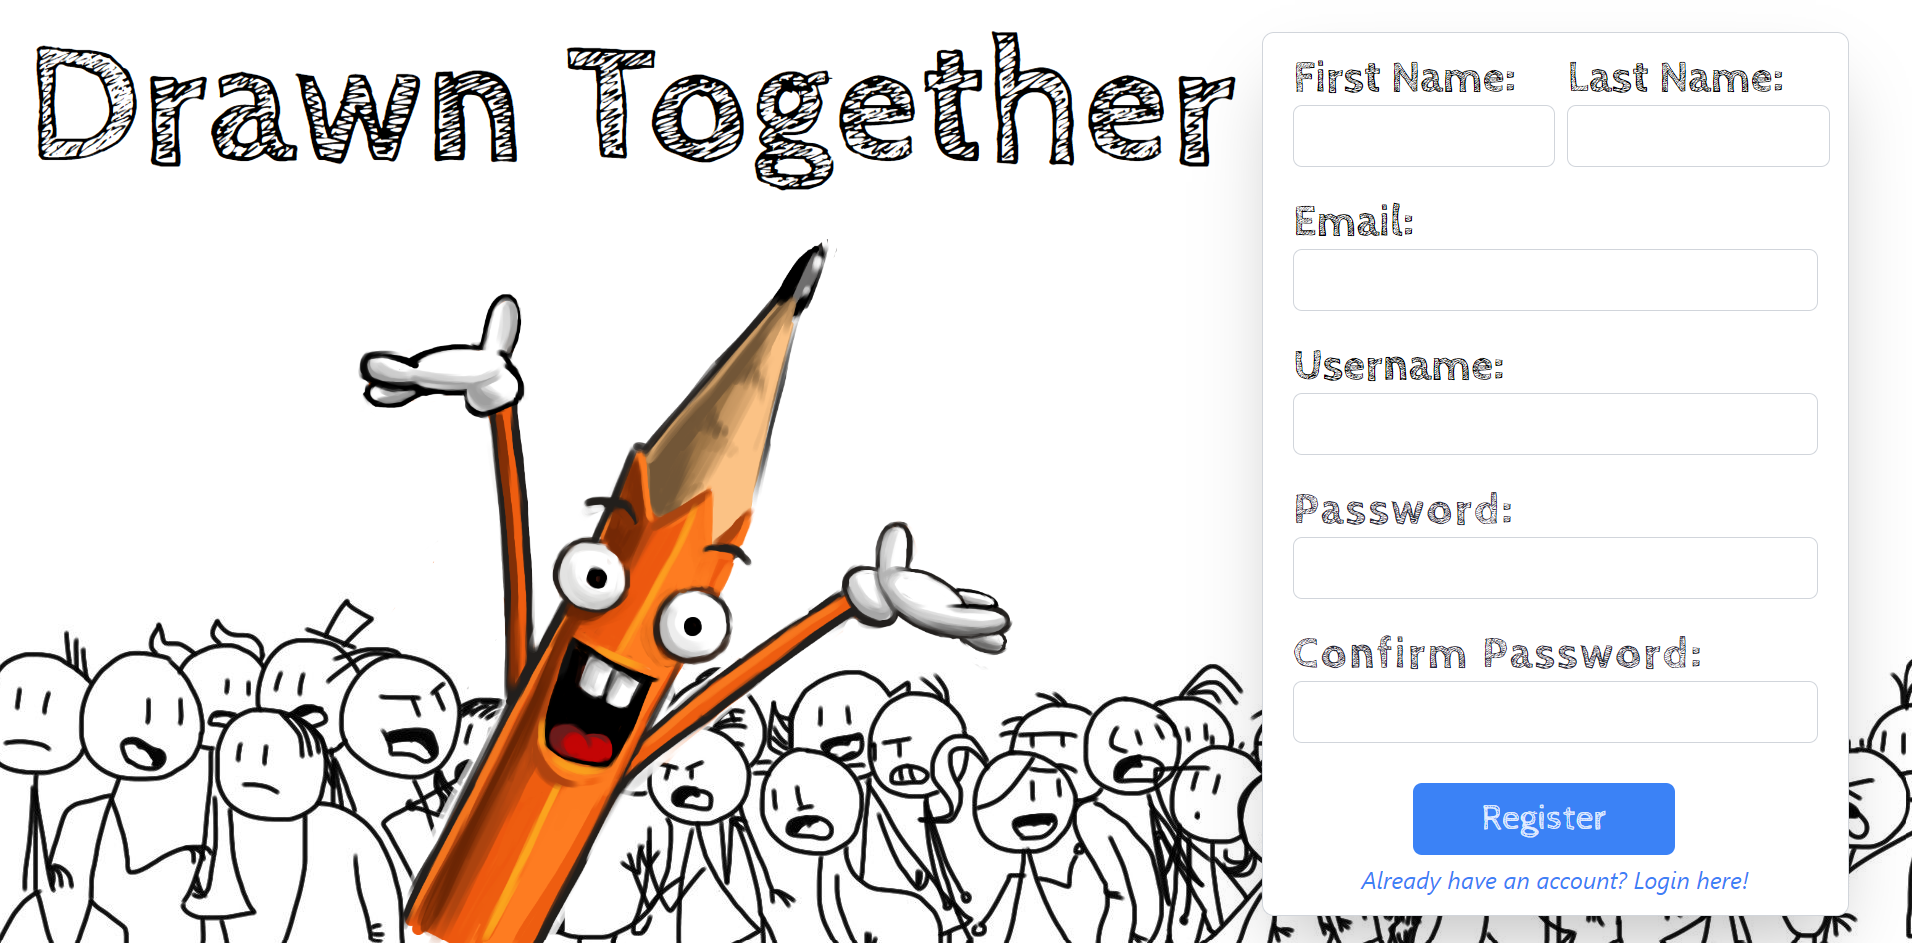 Drawn Together
First Name: Last Name:
Email:
Username:
Password:
Confirm Password:
Register
Already have an account? Login here!